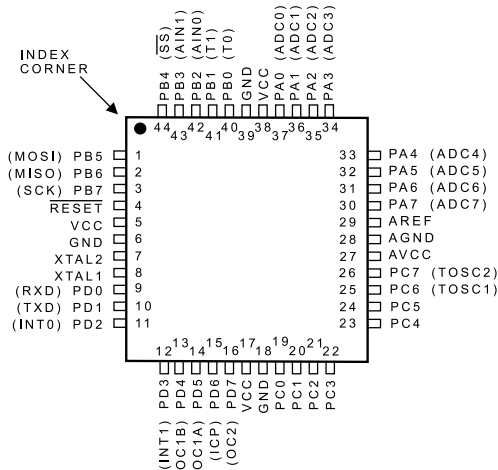 INDEX
CORNER
PB4 (SS)
PB3 (AIN1)
PB2 (AIN0)
PB1 (T1)
PB0 (T0)
GND
VCC
PA0 (ADC0)
PA1 (ADC1)
PA2 (ADC2)
PA3 (ADC3)
44 43 42 41 40 39 38 37 36 35 34
(MOSI) PB5 1
(MISO) PB6 2
(SCK) PB7 3
RESET 4
VCC 5
GND 6
XTAL2 7
XTAL1 8
(RXD) PD0 9
(TXD) PD1 10
(INT0) PD2 11
33 PA4 (ADC4)
32 PA5 (ADC5)
31 PA6 (ADC6)
30 PA7 (ADC7)
29 AREF
28 AGND
27 AVCC
26 PC7 (TOSC2)
25 PC6 (TOSC1)
24 PC5
23 PC4
12 13 14 15 16 17 18 19 20 21 22
(INT1) PD3
OC1B) PD4
OC1A) PD5
(ICP) PD6
(OC2) PD7
VCC
GND
PC0
PC1
PC2
PC3